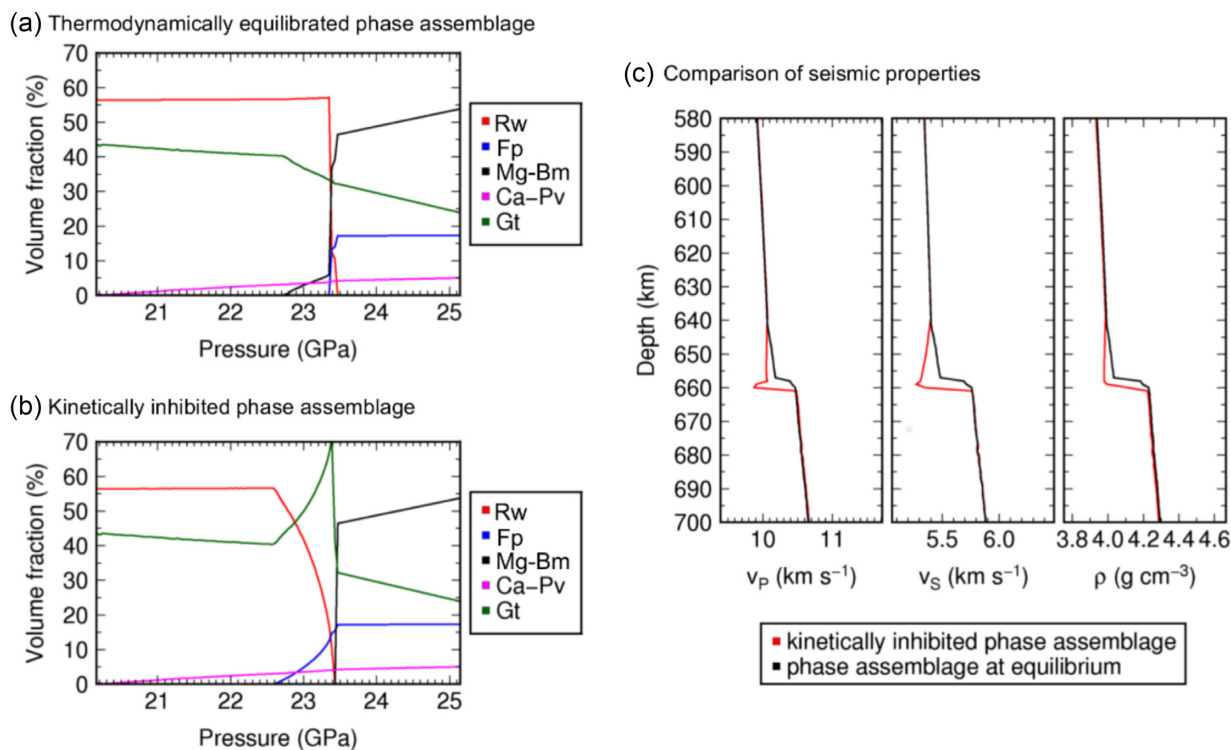 (a) Thermodynamically equilibrated phase assemblage
70
60
50
40
30
20
10
0
Volume fraction (%)
21 22 23 24 25
Pressure (GPa)
Rw
Fp
Mg-Bm
Ca-Pv
Gt
(b) Kinetically inhibited phase assemblage
70
60
50
40
30
20
10
0
Volume fraction (%)
21 22 23 24 25
Pressure (GPa)
Rw
Fp
Mg-Bm
Ca-Pv
Gt
(c) Comparison of seismic properties
580
590
600
610
620
630
640
650
660
670
680
690
700
Depth (km)
10 11
5.5 6.0
3.8 4.0 4.2 4.4 4.6
vP (km s⁻¹)
vS (km s⁻¹)
ρ (g cm⁻³)
kinetically inhibited phase assemblage
phase assemblage at equilibrium